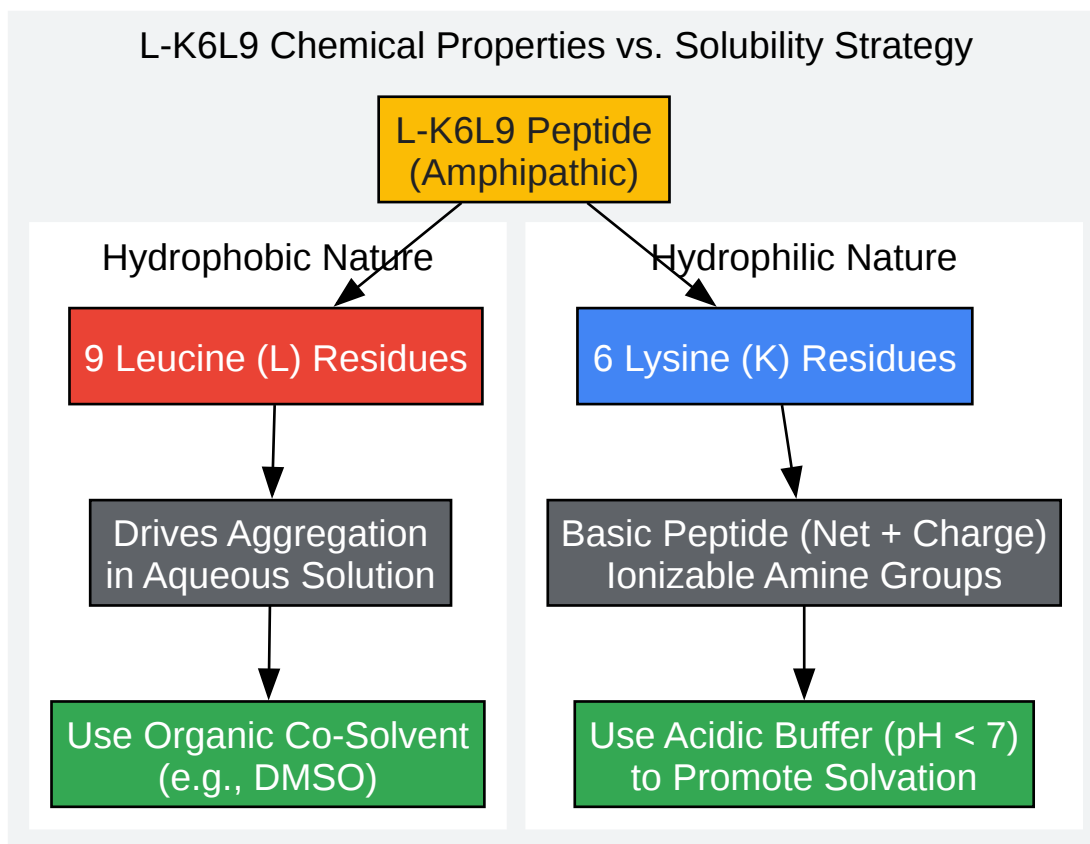 L-K6L9 Chemical Properties vs. Solubility Strategy
L-K6L9 Peptide
(Amphipathic)
Hydrophobic Nature
9 Leucine (L) Residues
Drives Aggregation
in Aqueous Solution
Use Organic Co-Solvent
(e.g., DMSO)
Hydrophilic Nature
6 Lysine (K) Residues
Basic Peptide (Net + Charge)
Ionizable Amine Groups
Use Acidic Buffer (pH < 7)
to Promote Solvation